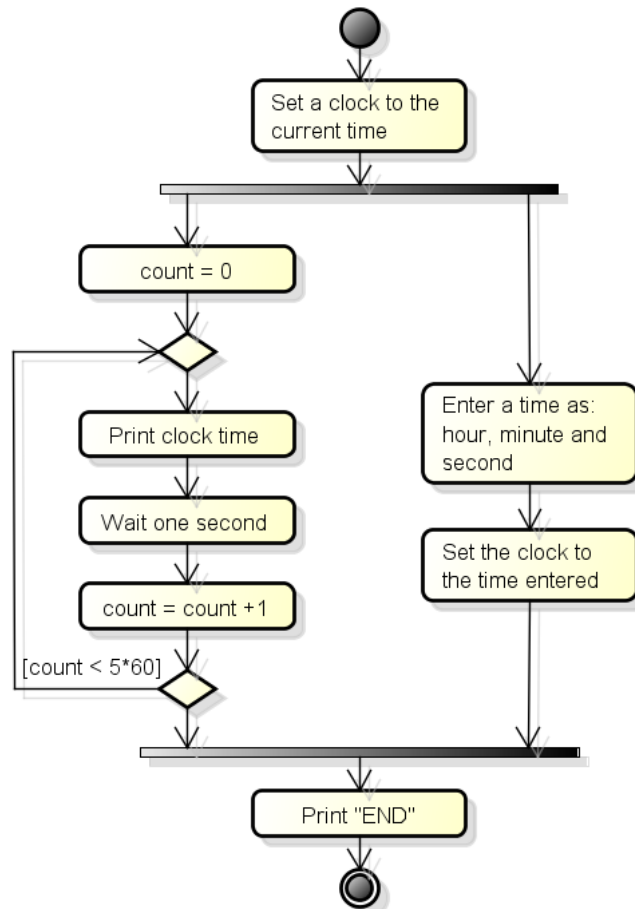 Set a clock to the
current time
count = 0
Print clock time
Wait one second
count = count +1
[count < 5*60]
Enter a time as:
hour, minute and
second
Set the clock to
the time entered
Print "END"